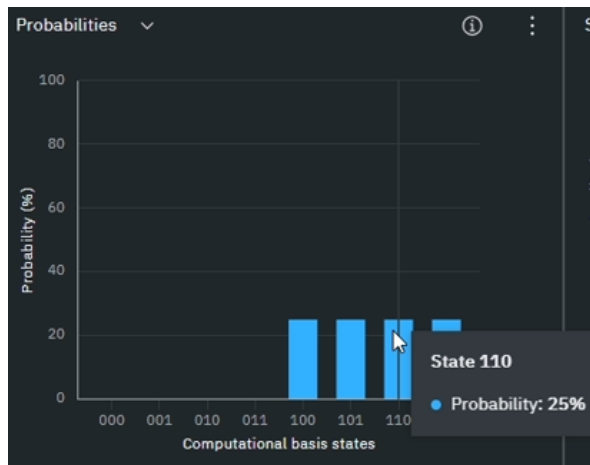 Probabilities
S
100
80
60
40
20
0
Probability (%)
000 001 010 011 100 101 110
Computational basis states
State 110
Probability: 25%